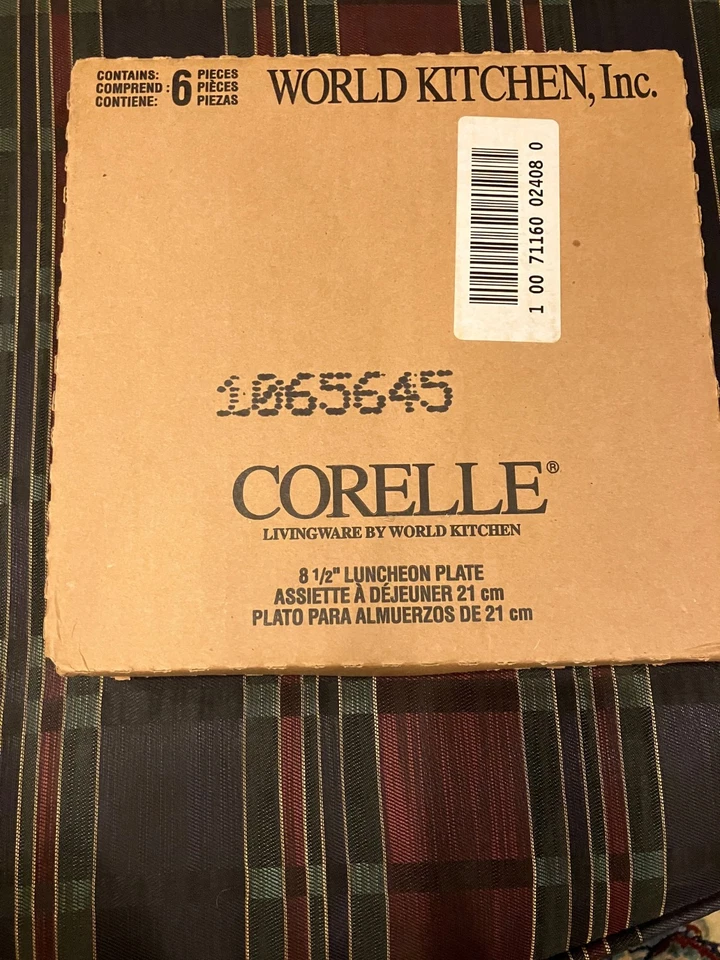 CONTAINS: 6 PIECES
COMPREND : PIÈCES
CONTIENE: PIEZAS
WORLD KITCHEN, Inc.
1 00 71160 02408 0
1065645
CORELLE®
LIVINGWARE BY WORLD KITCHEN
8 1/2" LUNCHEON PLATE
ASSIETTE À DÉJEUNER 21 cm
PLATO PARA ALMUERZOS DE 21 cm